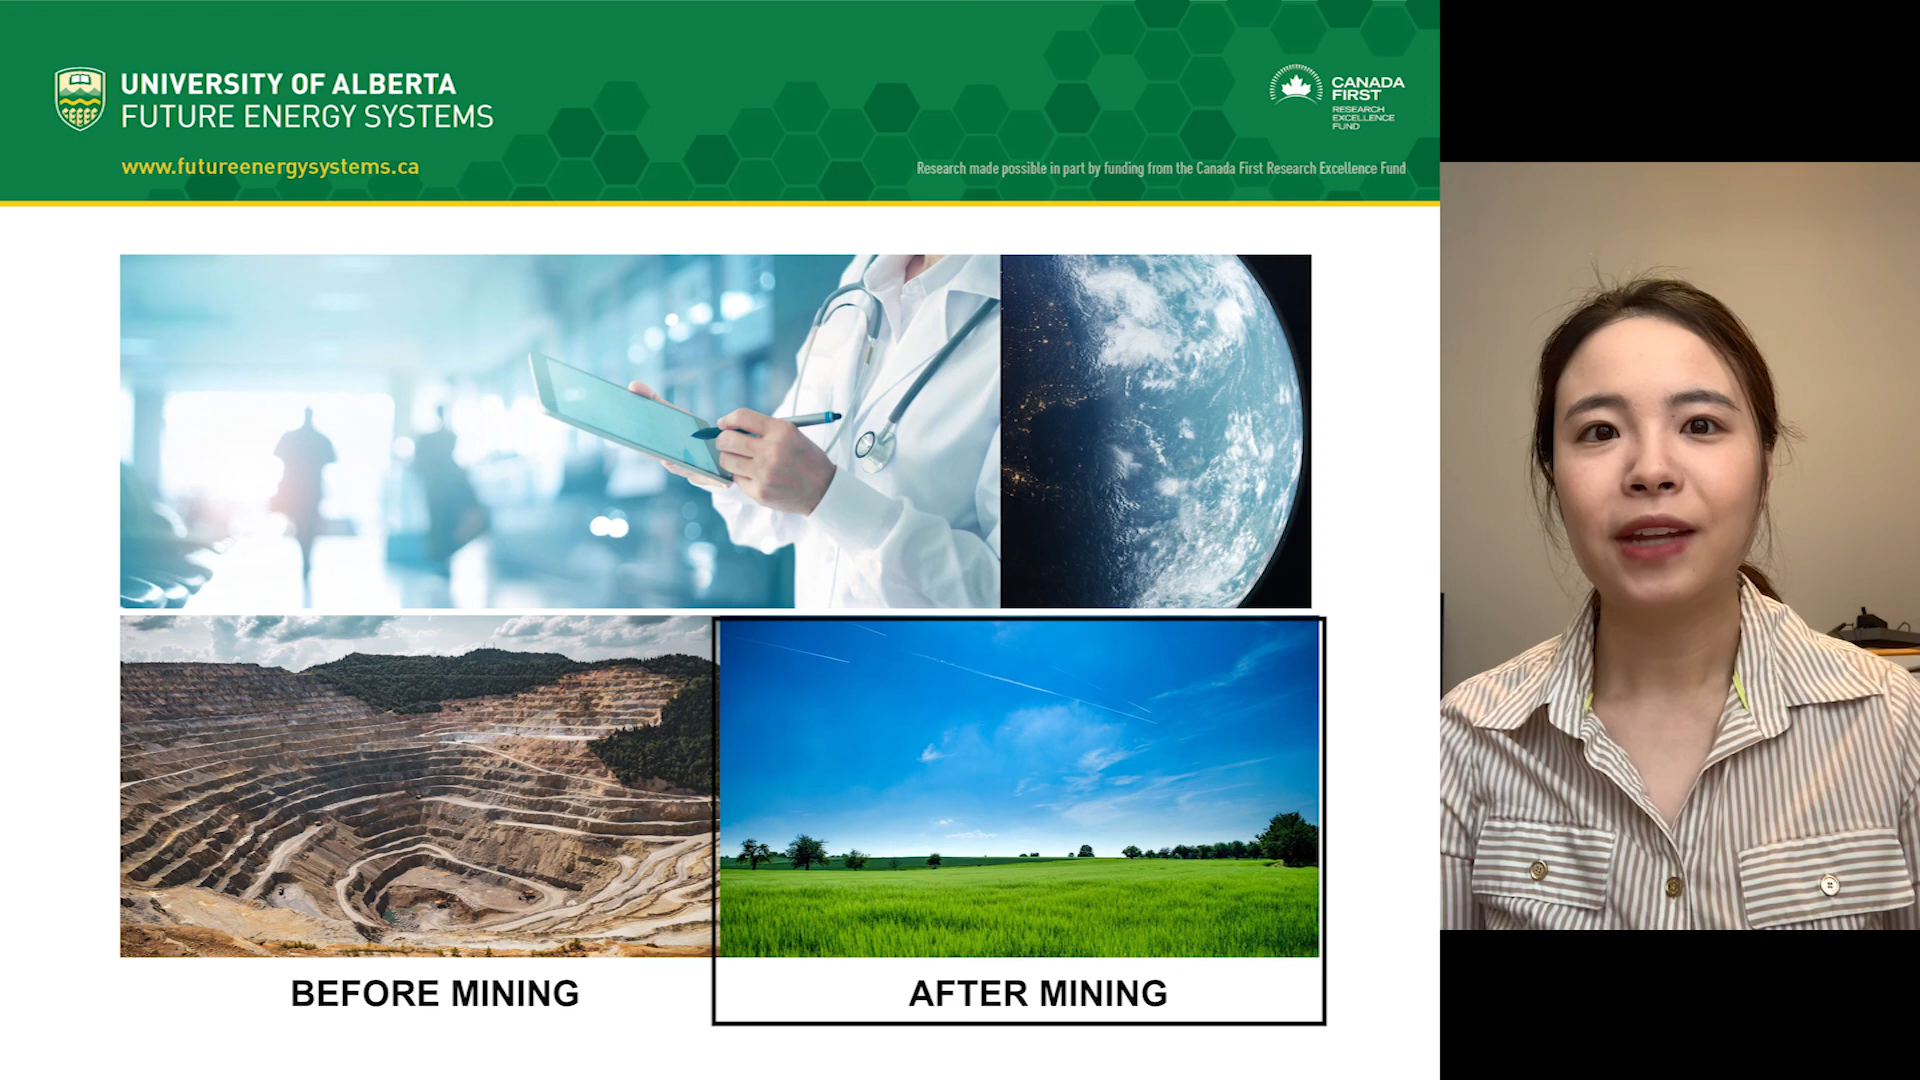 UNIVERSITY OF ALBERTA
FUTURE ENERGY SYSTEMS
www.futureenergysystems.ca
CANADA
FIRST
RESEARCH
EXCELLENCE
FUND
Research made possible in part by funding from the Canada First Research Excellence Fund
BEFORE MINING
AFTER MINING